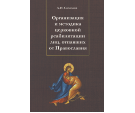 Организация
и методика
церковной
реабилитации
лиц, отпавших
от Православия